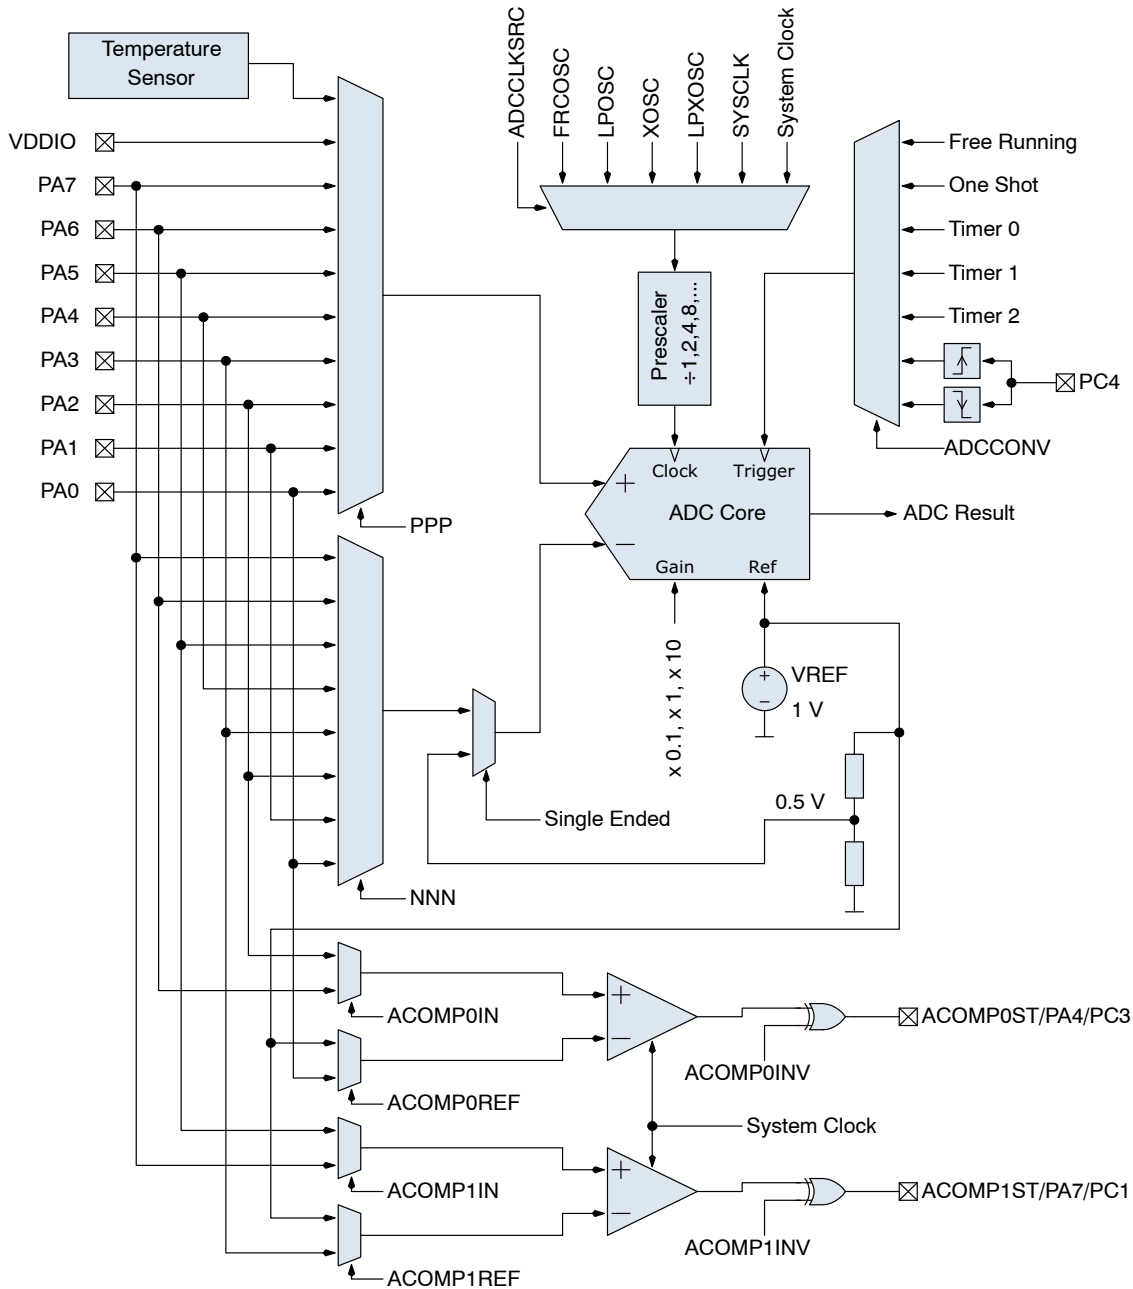 Temperature
Sensor
VDDIO
PA7
PA6
PA5
PA4
PA3
PA2
PA1
PA0
PPP
ADCCLKSRC
FRCOSC
LPOSC
XOSC
LPXOSC
SYSCLK
System Clock
Prescaler
÷1,2,4,8,...
Free Running
One Shot
Timer 0
Timer 1
Timer 2
PC4
ADCCONV
Clock
Trigger
+
ADC Core
−
Gain
Ref
ADC Result
x 0.1, x 1, x 10
+
−
VREF
1 V
0.5 V
Single Ended
NNN
ACOMP0IN
ACOMP0REF
+
−
ACOMP0INV
ACOMP0ST/PA4/PC3
System Clock
ACOMP1IN
ACOMP1REF
+
−
ACOMP1INV
ACOMP1ST/PA7/PC1